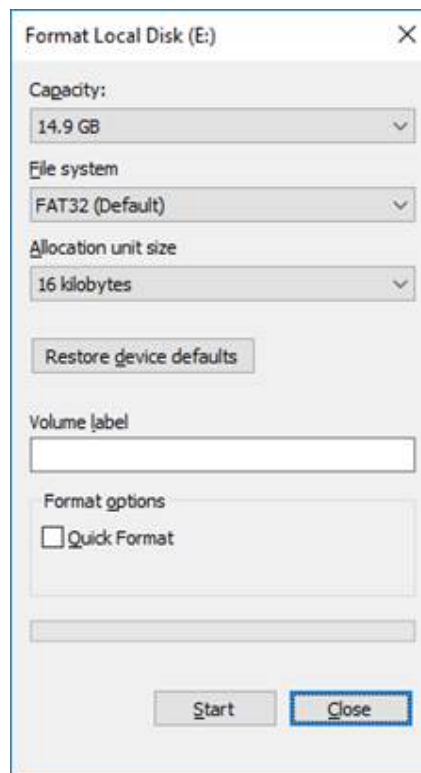 Format Local Disk (E:)
Capacity:
14.9 GB
File system
FAT32 (Default)
Allocation unit size
16 kilobytes
Restore device defaults
Volume label
Format options
Quick Format
Start Close